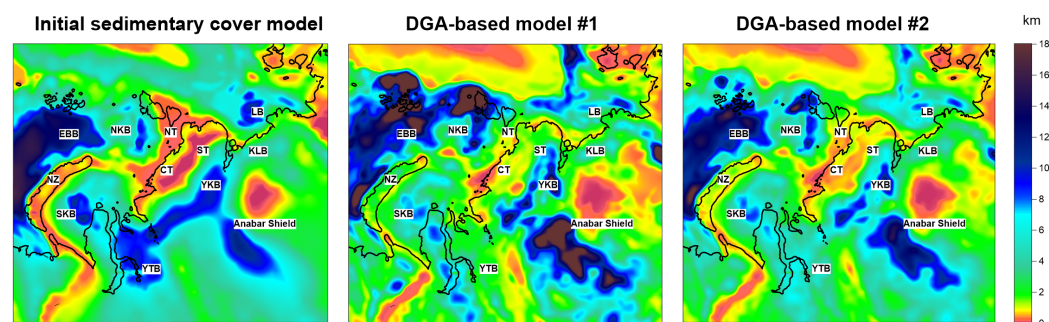 Initial sedimentary cover model
DGA-based model #1
DGA-based model #2
km
EBB
NKB
NT
LB
ST
KLB
CT
NZ
YKB
SKB
Anabar Shield
YTB
EBB
NKB
NT
LB
ST
KLB
CT
NZ
YKB
SKB
Anabar Shield
YTB
EBB
NKB
NT
LB
ST
KLB
CT
NZ
YKB
SKB
Anabar Shield
YTB
18
16
14
12
10
8
6
4
2
0